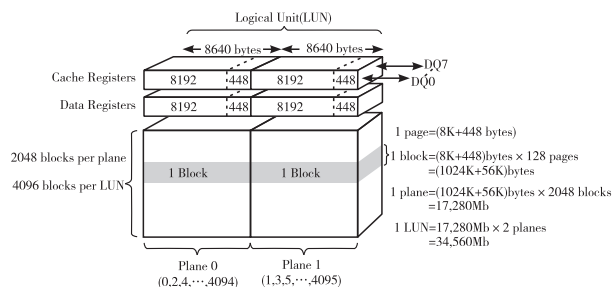 Logical Unit(LUN)
8640 bytes 8640 bytes
DQ7
Cache Registers 8192 448 8192 448
DQ0
Data Registers 8192 448 8192 448
1 page=(8K+448 bytes)
2048 blocks per plane
4096 blocks per LUN
1 Block 1 Block
1 block=(8K+448)bytes × 128 pages
=(1024K+56K)bytes
1 plane=(1024K+56K)bytes × 2048 blocks
=17,280Mb
1 LUN=17,280Mb × 2 planes
=34,560Mb
Plane 0 Plane 1
(0,2,4,⋯,4094) (1,3,5,⋯,4095)